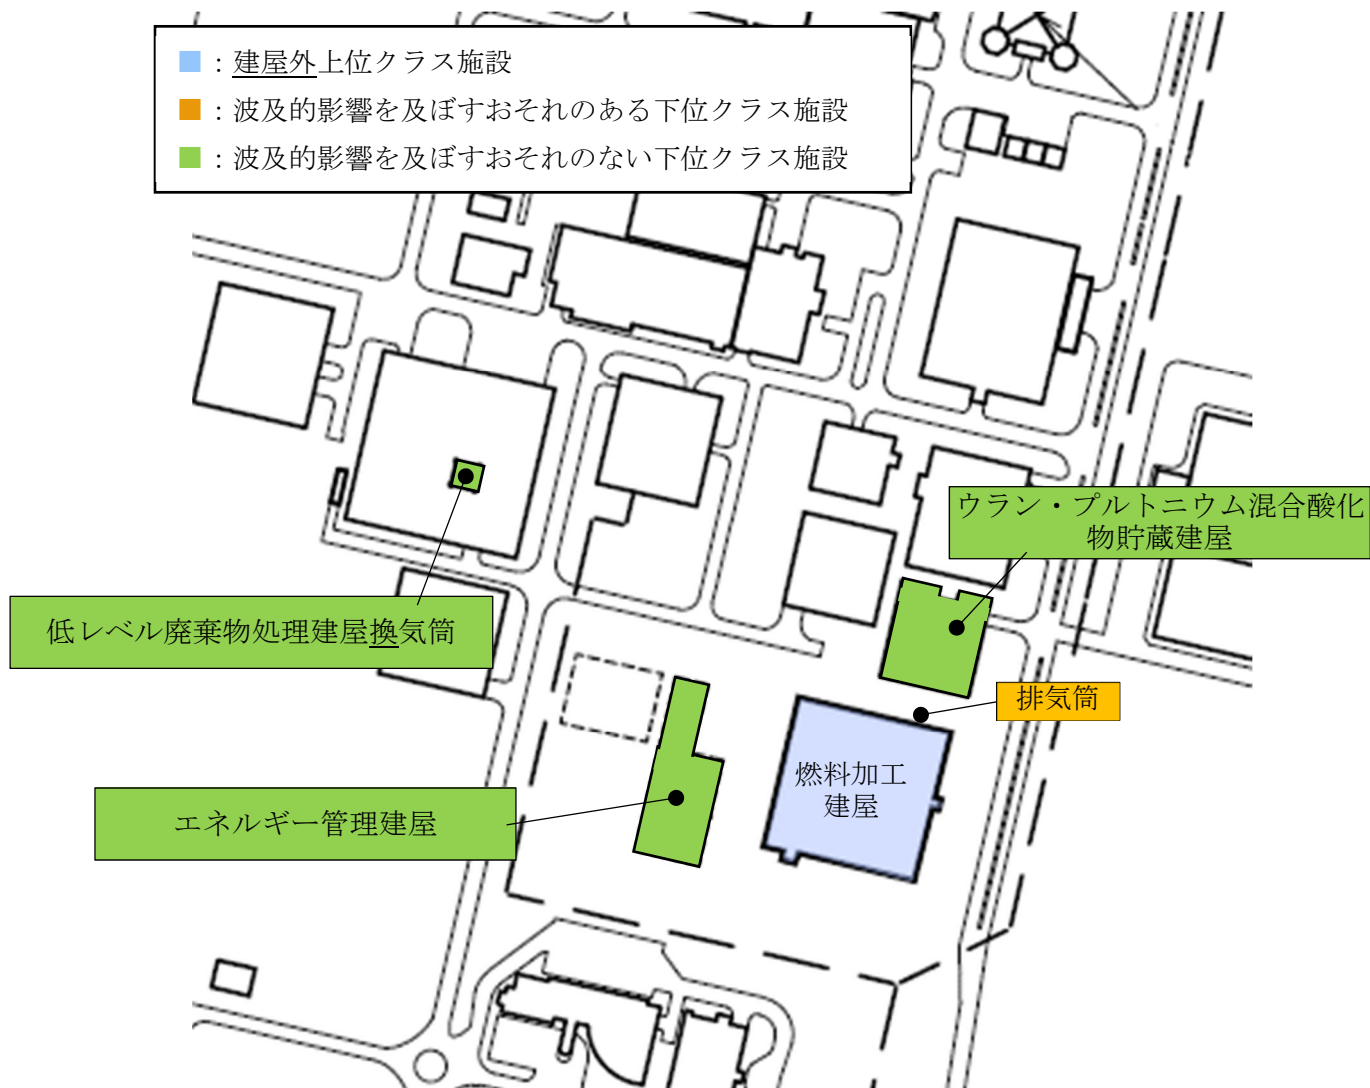 ■：建屋外上位クラス施設
■：波及的影響を及ぼすおそれのある下位クラス施設
■：波及的影響を及ぼすおそれのない下位クラス施設
ウラン・プルトニウム混合酸化
物貯蔵建屋
低レベル廃棄物処理建屋換気筒
排気筒
燃料加工
建屋
エネルギー管理建屋